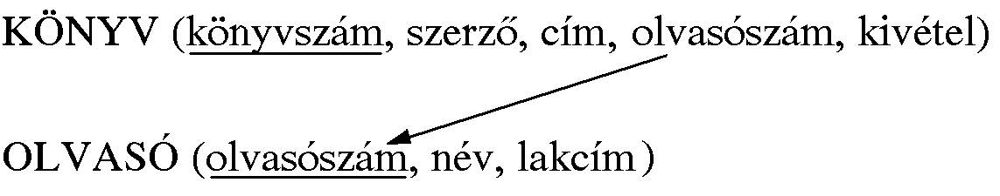 KÖNYV (könyvszám, szerző, cím, olvasószám, kivétel)
OLVASÓ (olvasószám, név, lakcím)